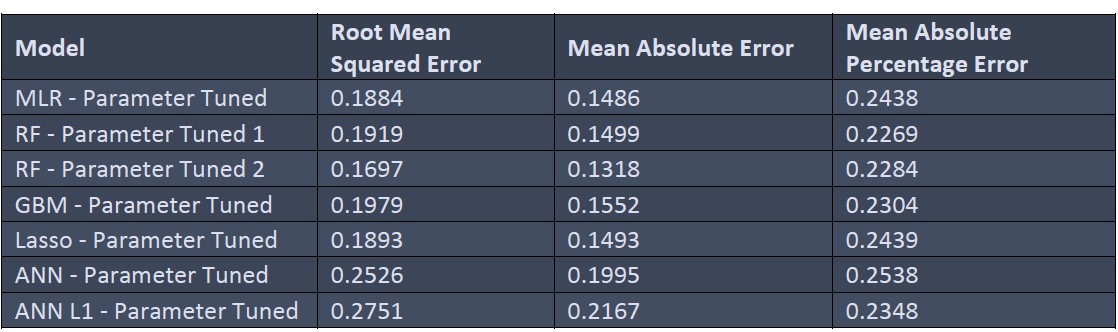 Model Root Mean Squared Error Mean Absolute Error Mean Absolute Percentage Error
MLR - Parameter Tuned 0.1884 0.1486 0.2438
RF - Parameter Tuned 1 0.1919 0.1499 0.2269
RF - Parameter Tuned 2 0.1697 0.1318 0.2284
GBM - Parameter Tuned 0.1979 0.1552 0.2304
Lasso - Parameter Tuned 0.1893 0.1493 0.2439
ANN - Parameter Tuned 0.2526 0.1995 0.2538
ANN L1 - Parameter Tuned 0.2751 0.2167 0.2348